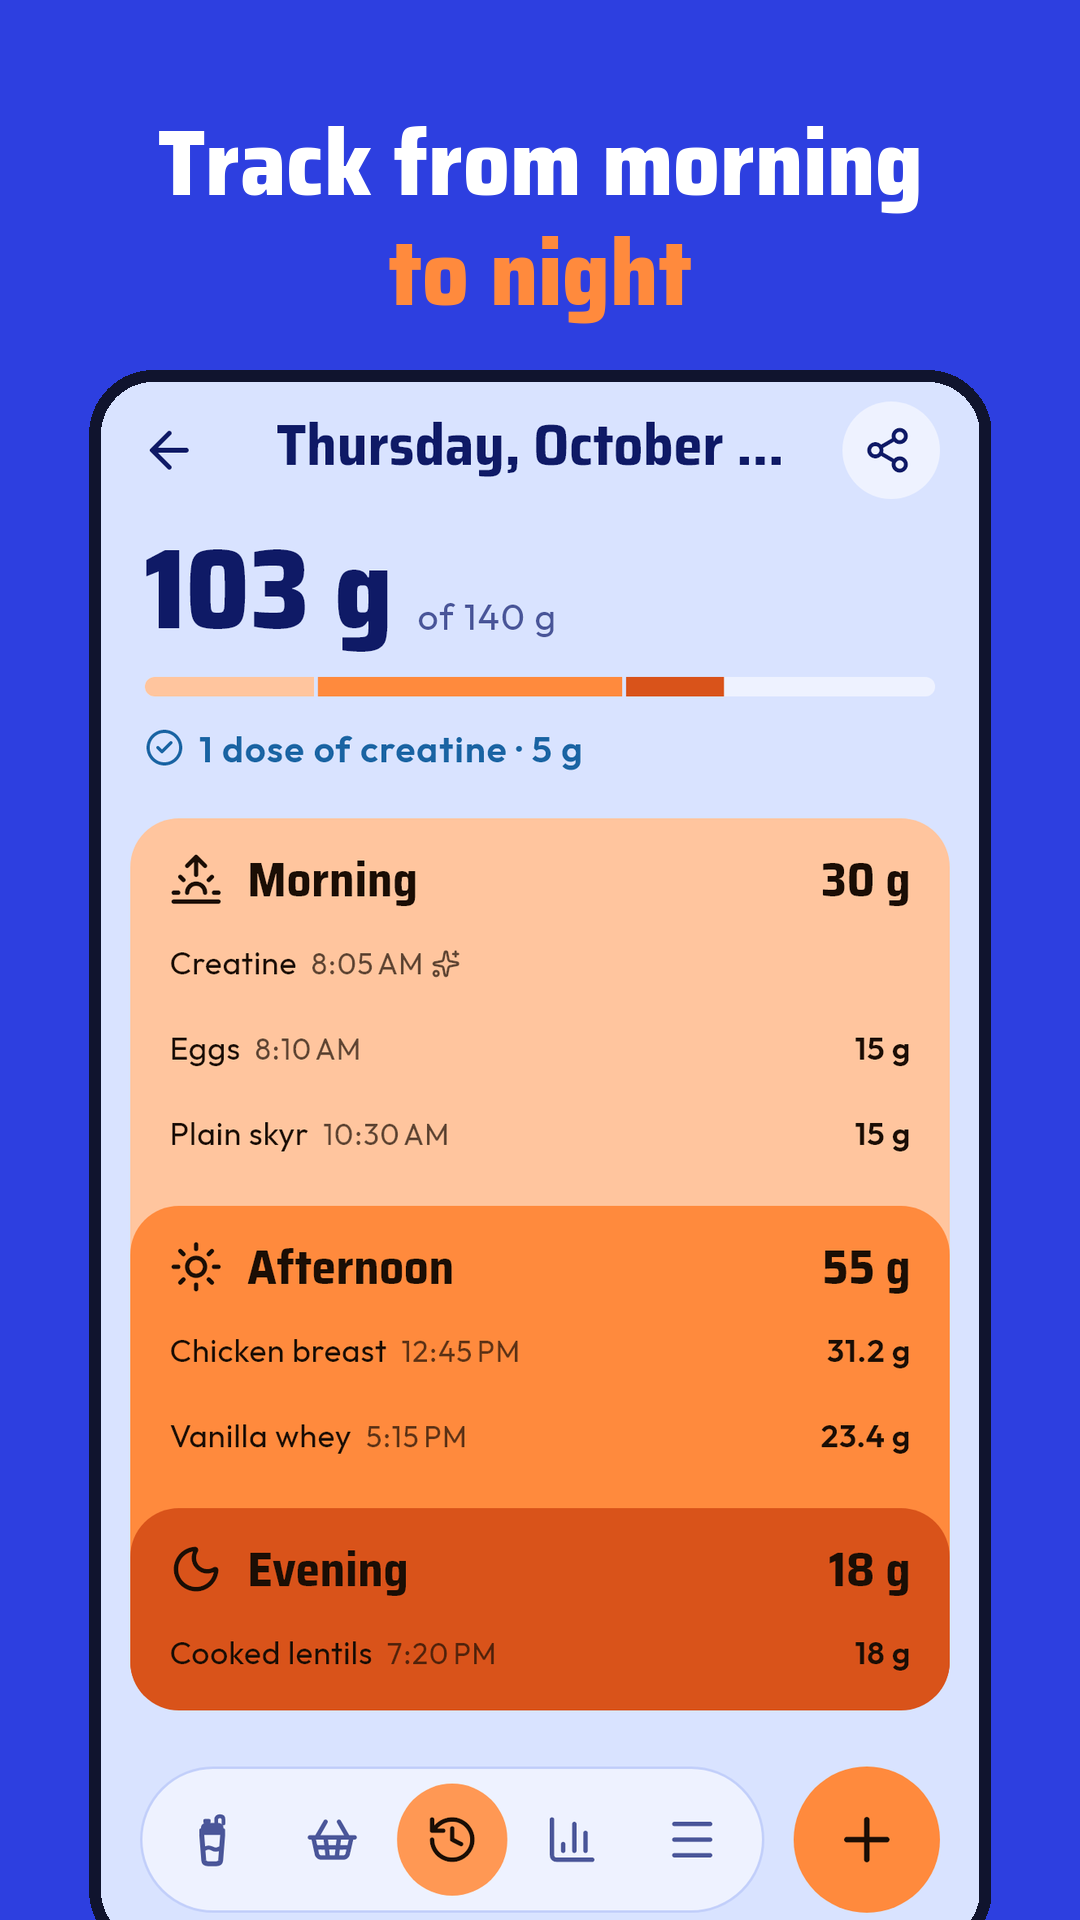 Track from morning
to night
Thursday, October ...
103 g of 140 g
1 dose of creatine · 5 g
Morning 30 g
Creatine 8:05 AM
Eggs 8:10 AM 15 g
Plain skyr 10:30 AM 15 g
Afternoon 55 g
Chicken breast 12:45 PM 31.2 g
Vanilla whey 5:15 PM 23.4 g
Evening 18 g
Cooked lentils 7:20 PM 18 g